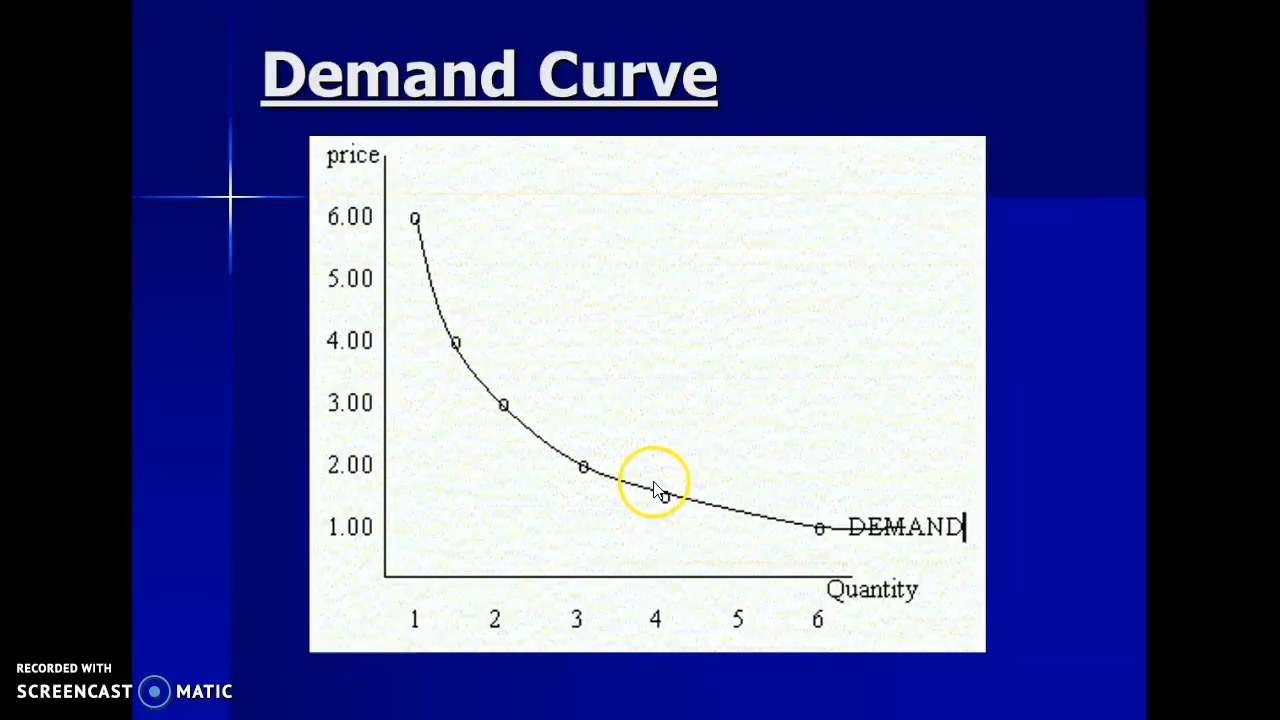 Demand Curve
price
6.00
5.00
4.00
3.00
2.00
1.00
DEMAND
Quantity
1 2 3 4 5 6
RECORDED WITH
SCREENCAST MATIC